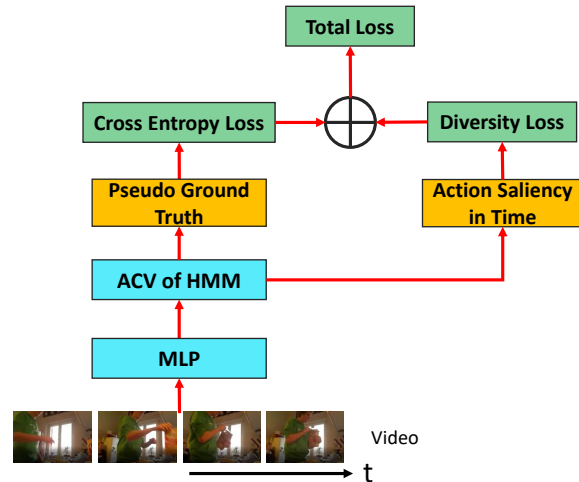 Total Loss
Cross Entropy Loss
Diversity Loss
Pseudo Ground
Truth
Action Saliency
in Time
ACV of HMM
MLP
Video
t